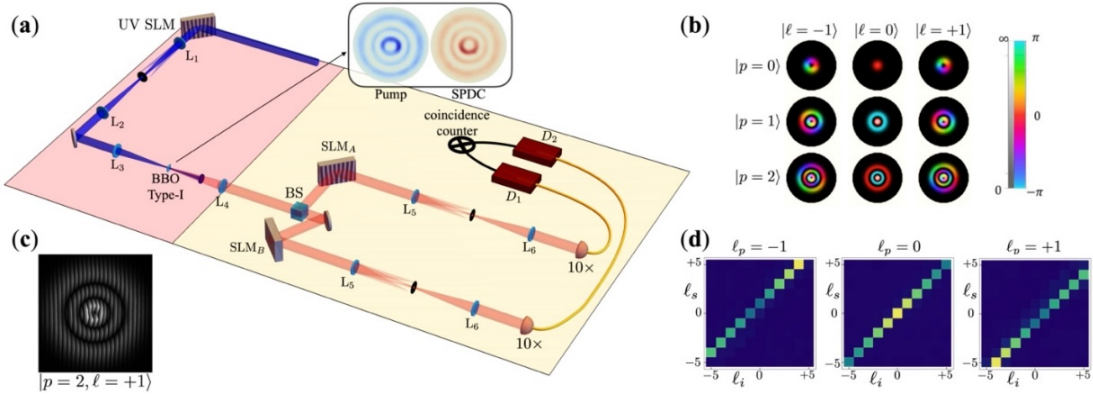 (a)
UV SLM
L₁
L₂
L₃
BBO
Type-I
L₄
Pump
SPDC
coincidence
counter
D₂
D₁
SLM_A
BS
SLM_B
L₅
L₆
10×
L₅
L₆
10×
(b)
|ℓ = −1⟩ |ℓ = 0⟩ |ℓ = +1⟩
|p = 0⟩
|p = 1⟩
|p = 2⟩
∞ π
0
0 −π
(c)
|p = 2, ℓ = +1⟩
(d)
ℓₚ = −1 ℓₚ = 0 ℓₚ = +1
+5 +5 +5
ℓₛ ℓₛ ℓₛ
0 0 0
−5 −5 −5
−5 0 +5 −5 0 +5 −5 0 +5
ℓᵢ ℓᵢ ℓᵢ